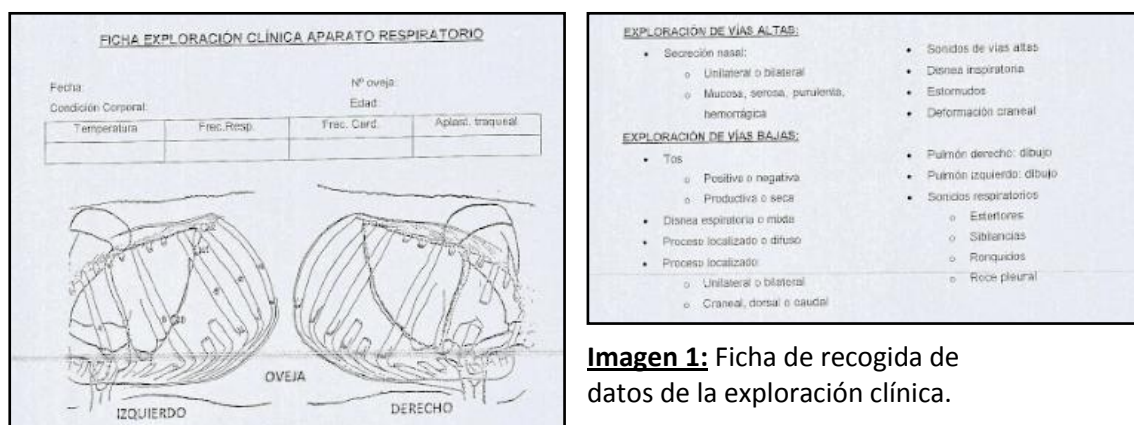 FICHA EXPLORACIÓN CLÍNICA APARATO RESPIRATORIO
Fecha:
Nº oveja:
Condición Corporal:
Edad:
Temperatura
Frec.Resp.
Frec. Card.
Aplast. traqueal
OVEJA
IZQUIERDO
DERECHO
EXPLORACIÓN DE VÍAS ALTAS:
• Secreción nasal:
o Unilateral o bilateral
o Mucosa, serosa, purulenta,
hemorrágica
• Sonidos de vías altas
• Disnea inspiratoria
• Estornudos
• Deformación craneal
EXPLORACIÓN DE VÍAS BAJAS:
• Tos
o Positiva o negativa
o Productiva o seca
• Disnea espiratoria o mixta
• Proceso localizado o difuso
• Proceso localizado:
o Unilateral o bilateral
o Craneal, dorsal o caudal
• Pulmón derecho: dibujo
• Pulmón izquierdo: dibujo
• Sonidos respiratorios
o Estertores
o Sibilancias
o Ronquidos
o Roce pleural
Imagen 1: Ficha de recogida de
datos de la exploración clínica.